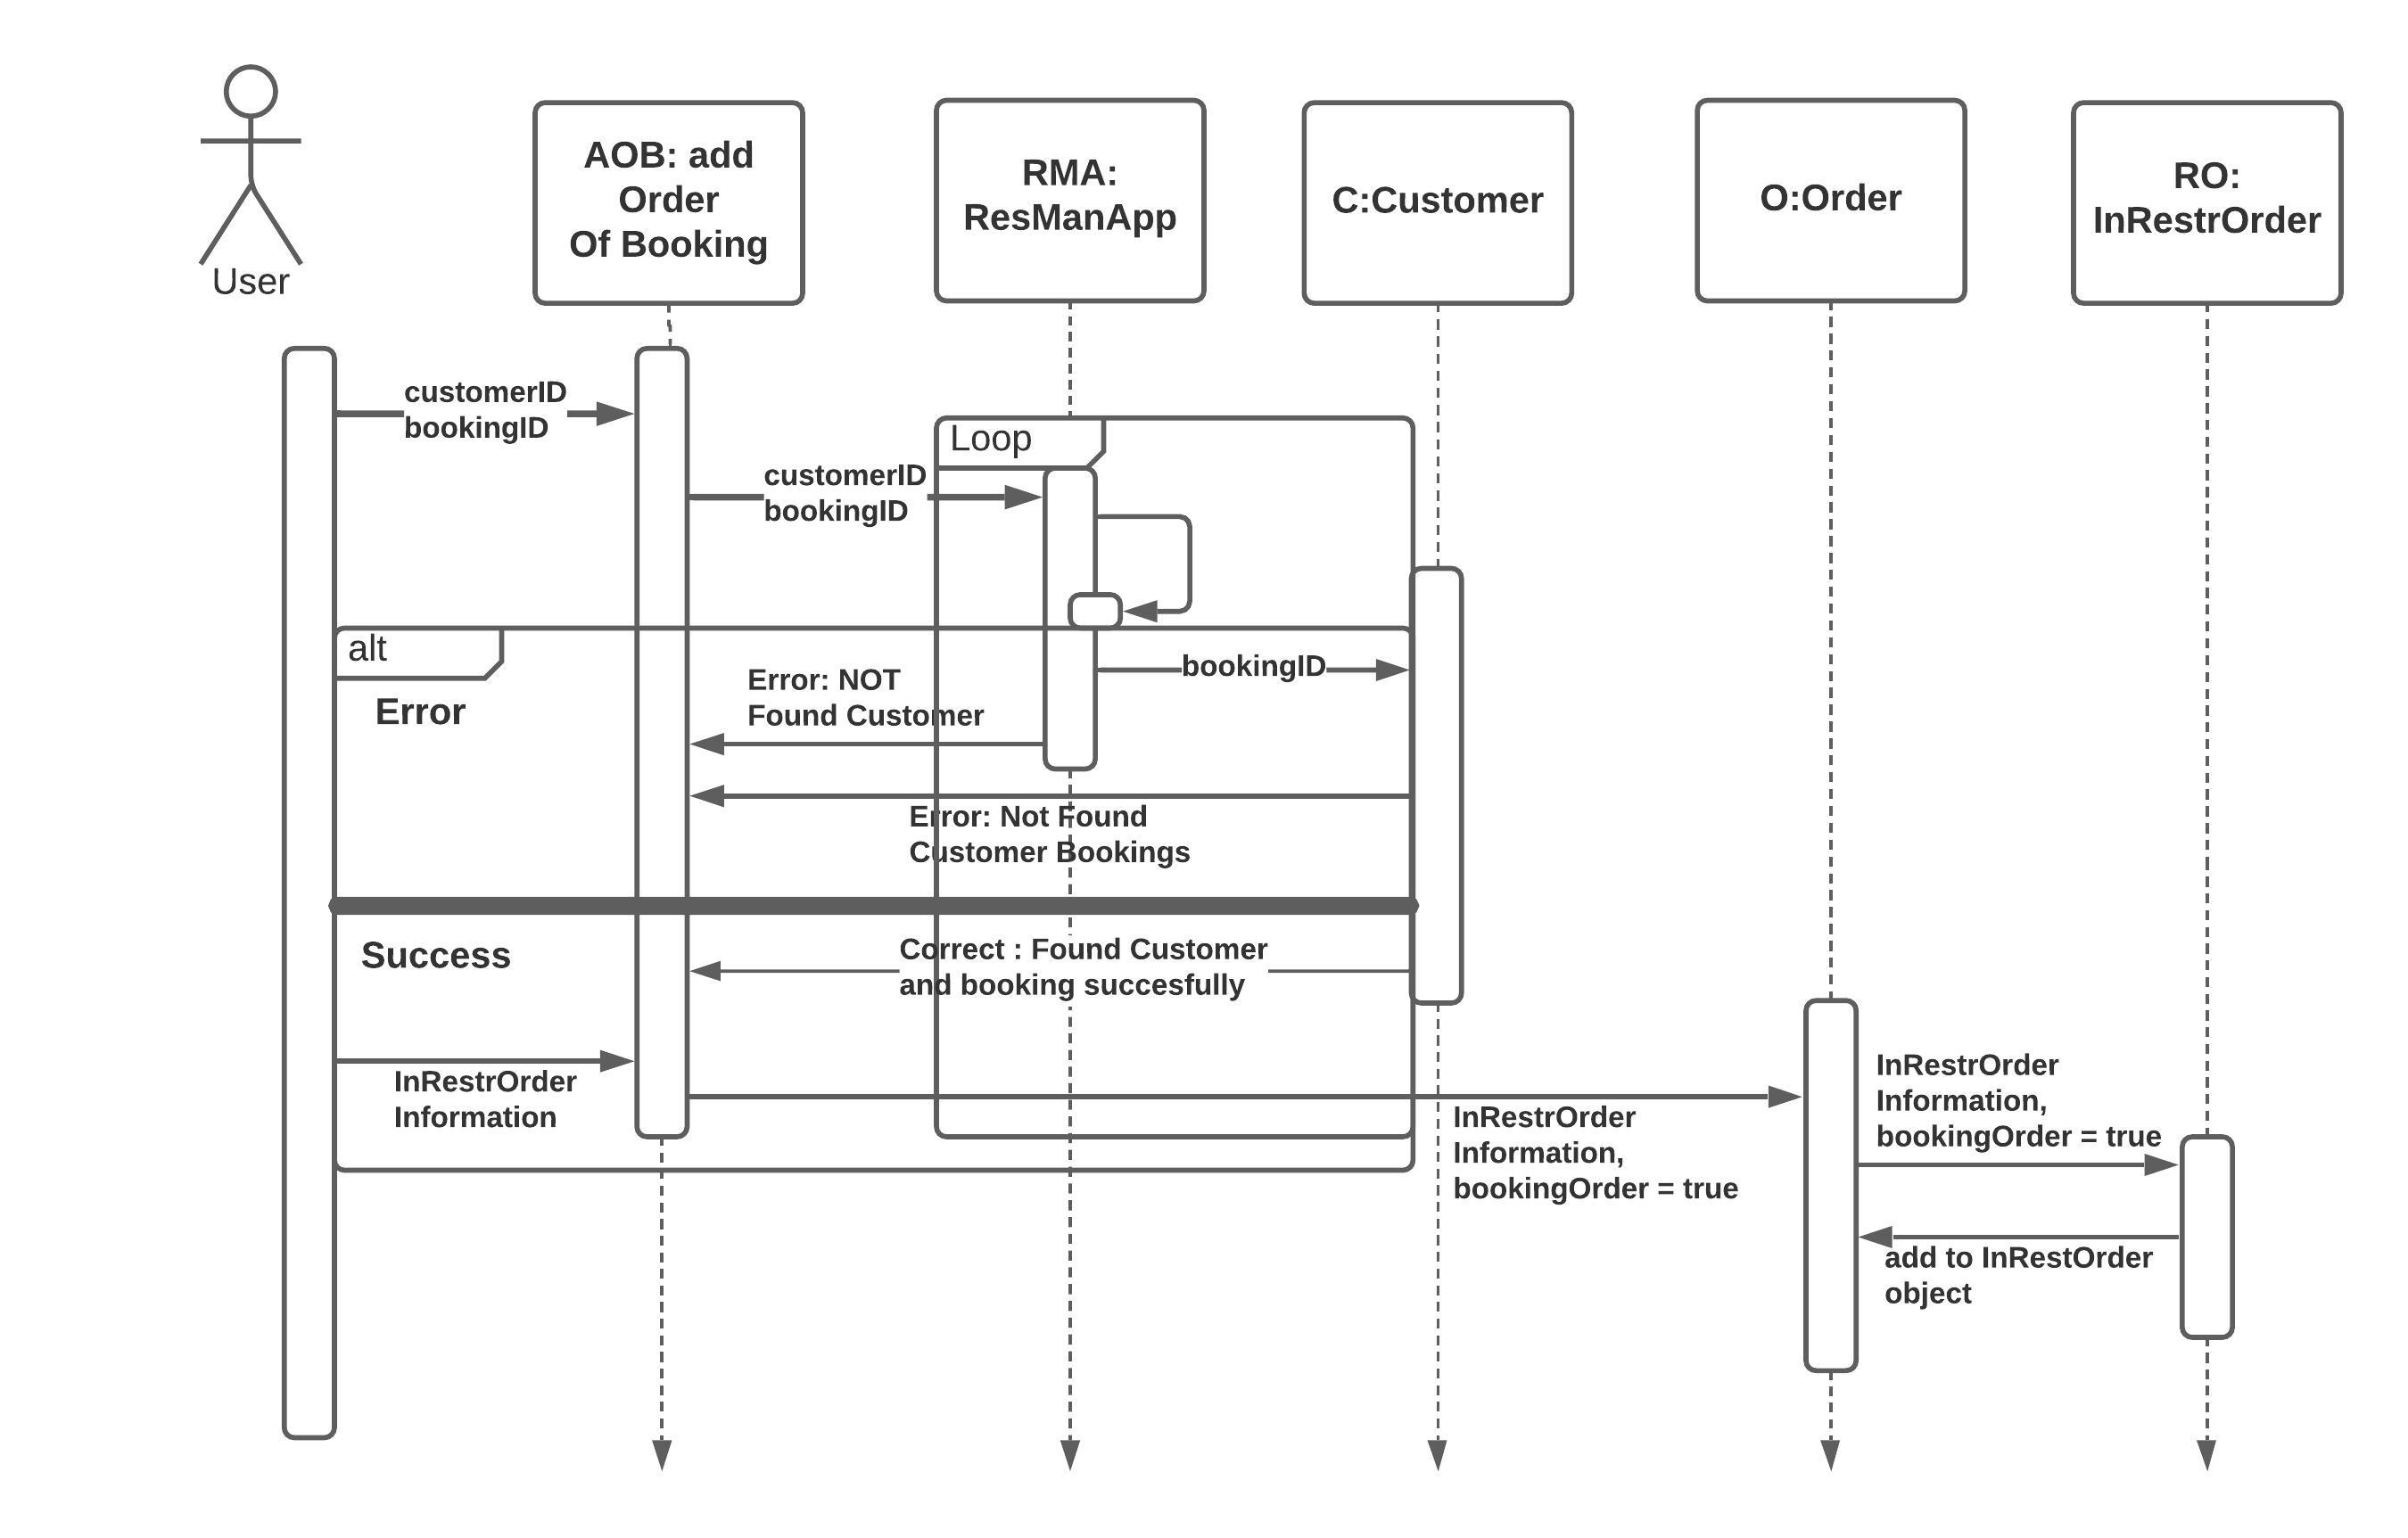 User
AOB: add
Order
Of Booking
RMA:
ResManApp
C:Customer
O:Order
RO:
InRestrOrder
customerID
bookingID
Loop
customerID
bookingID
alt
Error
bookingID
Error: NOT
Found Customer
Error: Not Found
Customer Bookings
Success
Correct : Found Customer
and booking succesfully
InRestrOrder
Information
InRestrOrder
Information,
bookingOrder = true
InRestrOrder
Information,
bookingOrder = true
add to InRestOrder
object